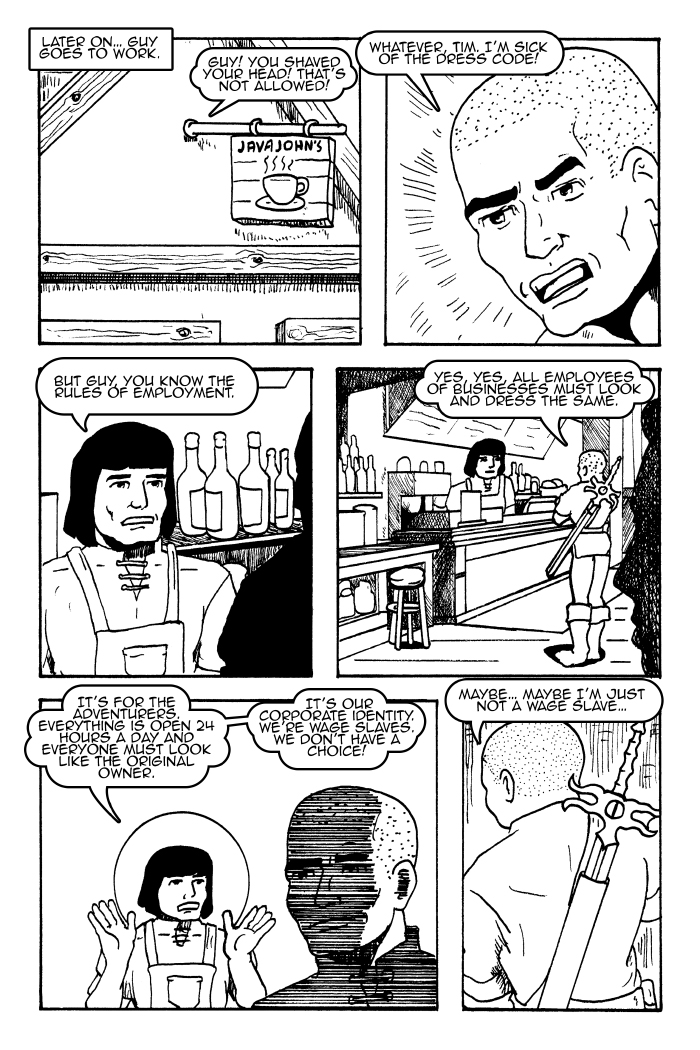 LATER ON... GUY
GOES TO WORK.
GUY! YOU SHAVED
YOUR HEAD! THAT'S
NOT ALLOWED!
JAVAJOHN'S
WHATEVER, TIM. I'M SICK
OF THE DRESS CODE!
BUT GUY, YOU KNOW THE
RULES OF EMPLOYMENT.
YES, YES, ALL EMPLOYEES
OF BUSINESSES MUST LOOK
AND DRESS THE SAME.
IT'S FOR THE
ADVENTURERS.
EVERYTHING IS OPEN 24
HOURS A DAY AND
EVERYONE MUST LOOK
LIKE THE ORIGINAL
OWNER.
IT'S OUR
CORPORATE IDENTITY.
WE'RE WAGE SLAVES.
WE DON'T HAVE A
CHOICE!
MAYBE... MAYBE I'M JUST
NOT A WAGE SLAVE...